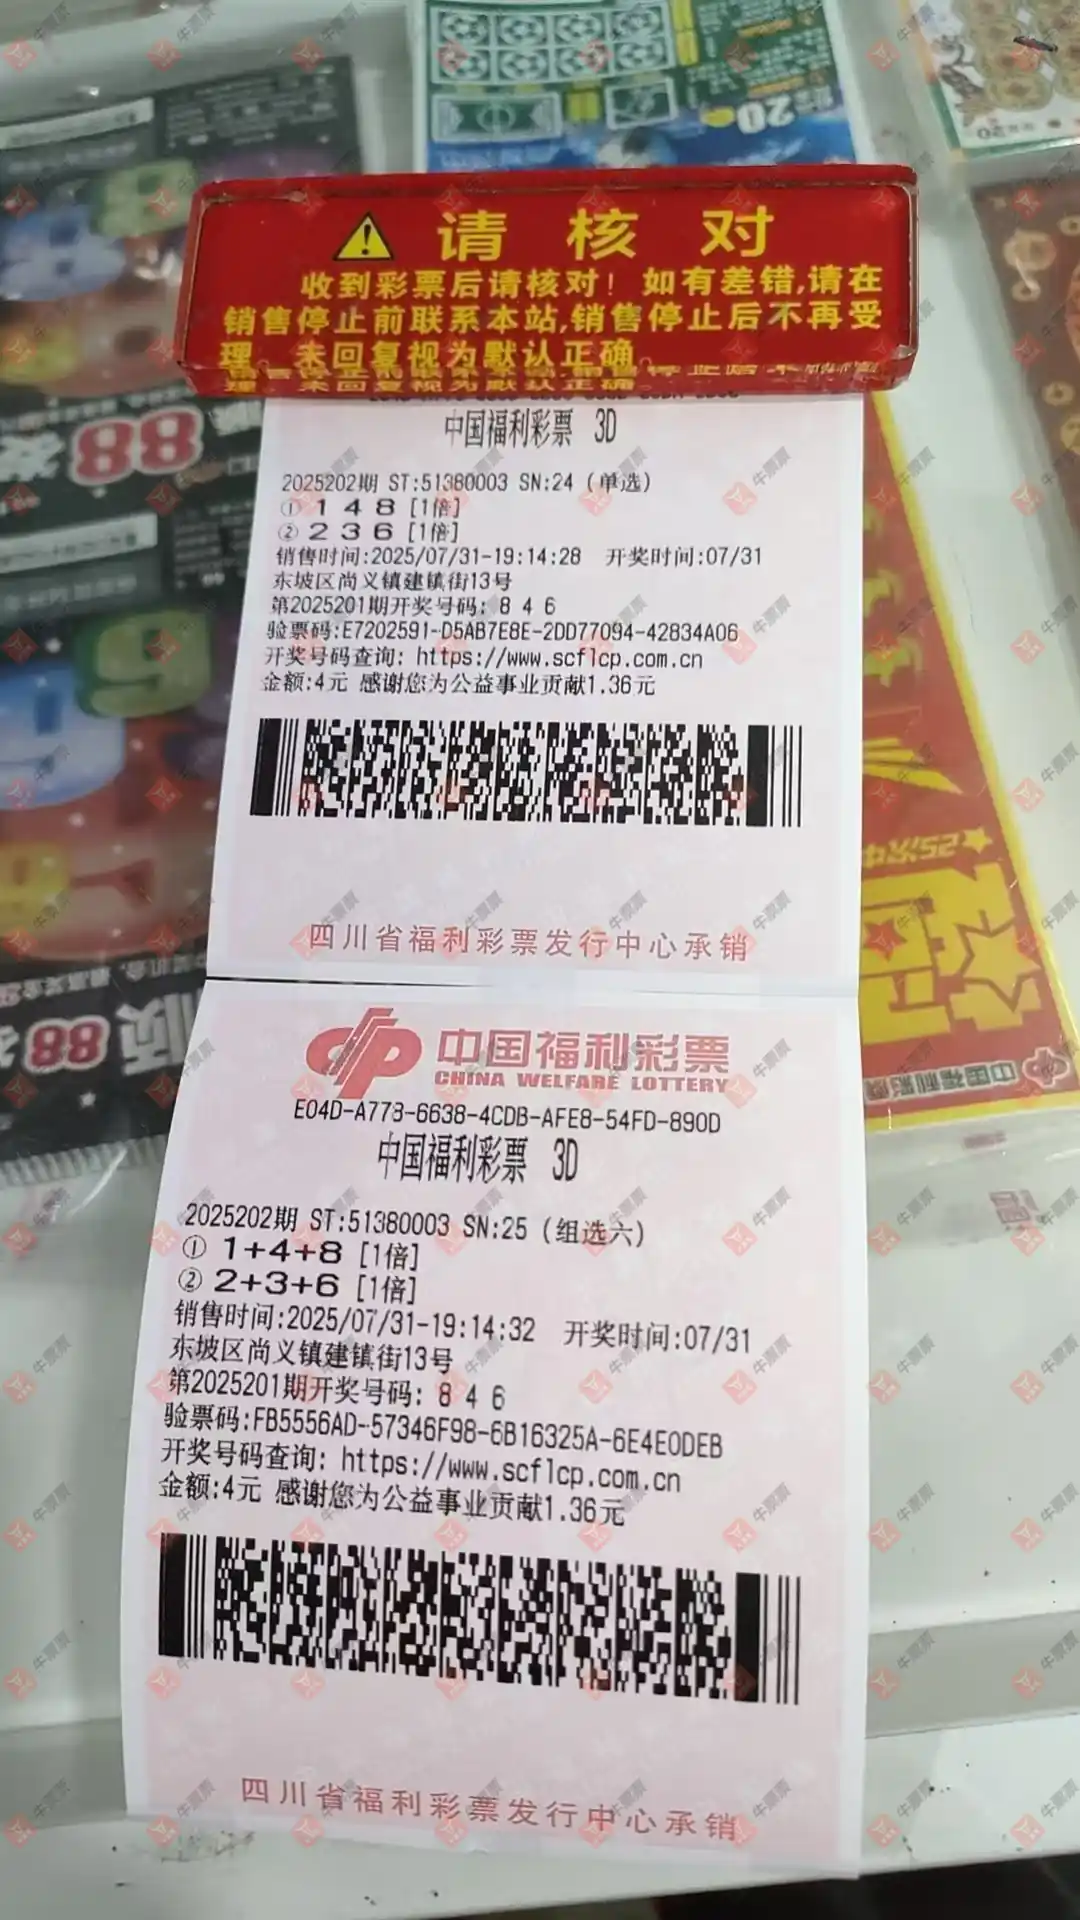 20
请核对
收到彩票后请核对！如有差错,请在
销售停止前联系本站,销售停止后不再受
理。未回复视为默认正确。
中国福利彩票 3D
2025202期 ST:51380003 SN:24 (单选)
① 1 4 8 [1倍]
② 2 3 6 [1倍]
销售时间:2025/07/31-19:14:28 开奖时间:07/31
东坡区尚义镇建镇街13号
第2025201期开奖号码: 8 4 6
验票码:E7202591-D5AB7E8E-2DD77094-42834A06
开奖号码查询: https://www.scflcp.com.cn
金额:4元 感谢您为公益事业贡献1.36元
四川省福利彩票发行中心承销
中国福利彩票
CHINA WELFARE LOTTERY
E04D-A773-6638-4CDB-AFE8-54FD-890D
中国福利彩票 3D
2025202期 ST:51380003 SN:25 (组选六)
① 1+4+8 [1倍]
② 2+3+6 [1倍]
销售时间:2025/07/31-19:14:32 开奖时间:07/31
东坡区尚义镇建镇街13号
第2025201期开奖号码: 8 4 6
验票码:FB5556AD-57346F98-6B16325A-6E4E0DEB
开奖号码查询: https://www.scflcp.com.cn
金额:4元 感谢您为公益事业贡献1.36元
四川省福利彩票发行中心承销
88
顺 88
中国福利彩票
牛票票